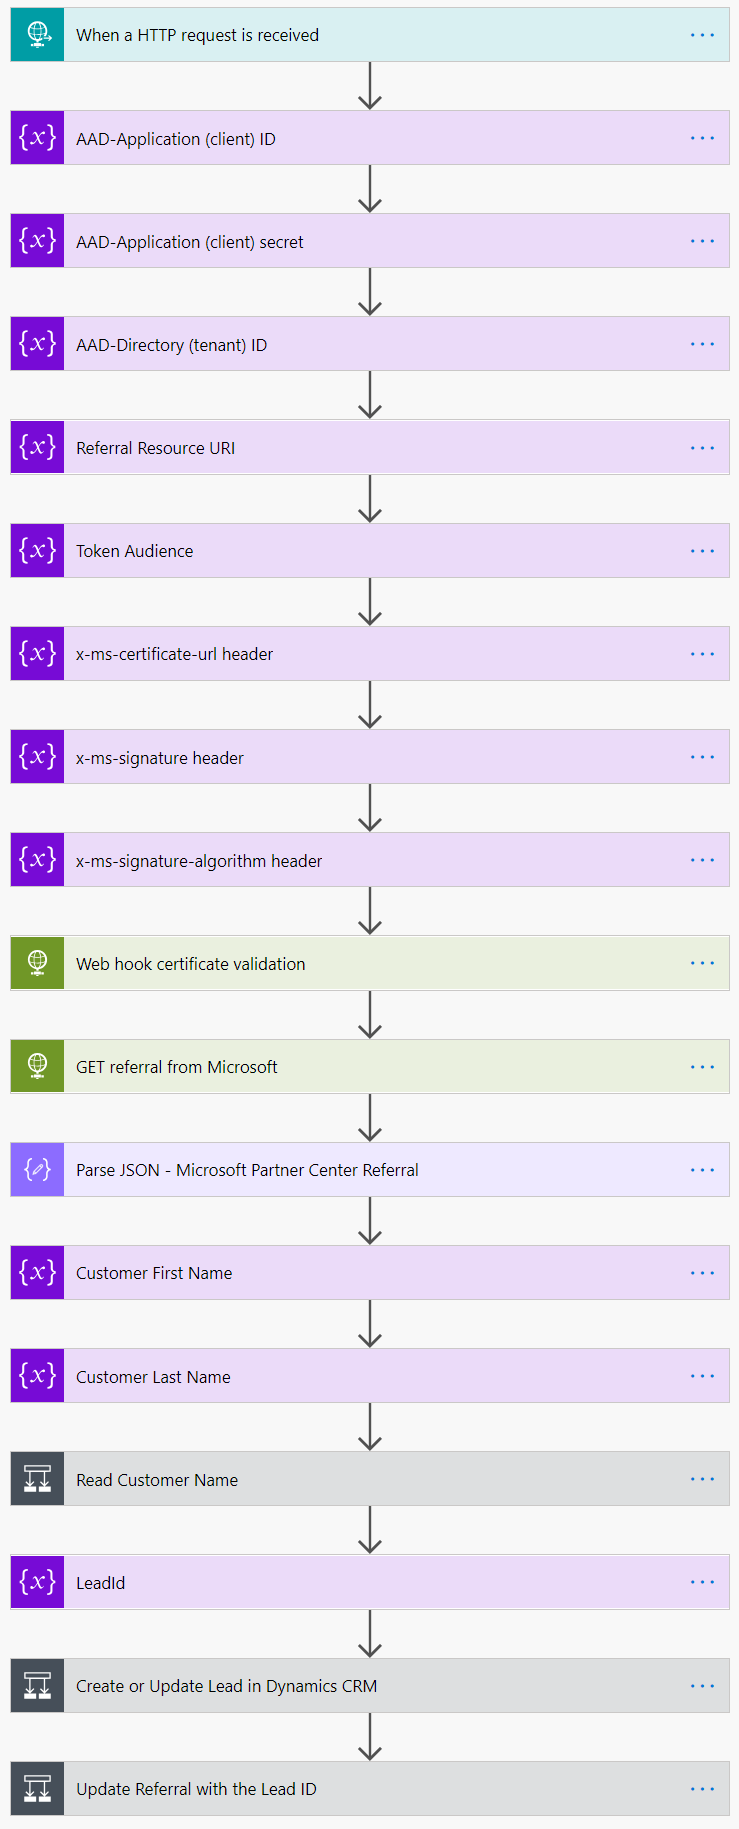 When a HTTP request is received
{x} AAD-Application (client) ID
{x} AAD-Application (client) secret
{x} AAD-Directory (tenant) ID
{x} Referral Resource URI
{x} Token Audience
{x} x-ms-certificate-url header
{x} x-ms-signature header
{x} x-ms-signature-algorithm header
Web hook certificate validation
GET referral from Microsoft
Parse JSON - Microsoft Partner Center Referral
{x} Customer First Name
{x} Customer Last Name
Read Customer Name
{x} LeadId
Create or Update Lead in Dynamics CRM
Update Referral with the Lead ID